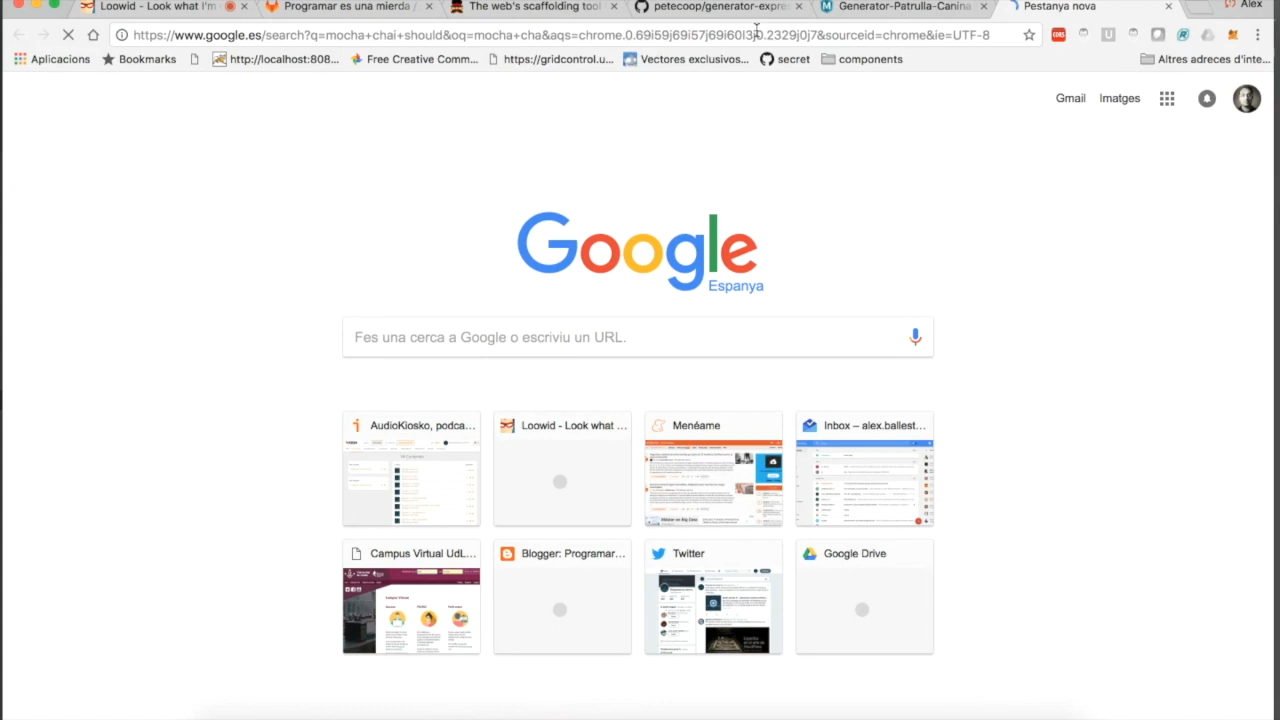 Loowid - Look what I'm
Programar es una mierda /
The web's scaffolding tool
petecoop/generator-expre
Generator-Patrulla-Canina
Pestanya nova
Alex
https://www.google.es/search?q=mocha+chai+should&oq=mocha+cha&aqs=chrome.0.69i59j69i57j69i60l3j0.2329j0j7&sourceid=chrome&ie=UTF-8
Aplicacions
Bookmarks
http://localhost:808...
Free Creative Comm...
https://gridcontrol.u...
Vectores exclusivos...
secret
components
Altres adreces d'inte...
Gmail
Imatges
Google
Espanya
Fes una cerca a Google o escriviu un URL.
AudioKiosko, podca...
Loowid - Look what ...
Menéame
Inbox – alex.ballest...
Campus Virtual UdL...
Blogger: Programar...
Twitter
Google Drive